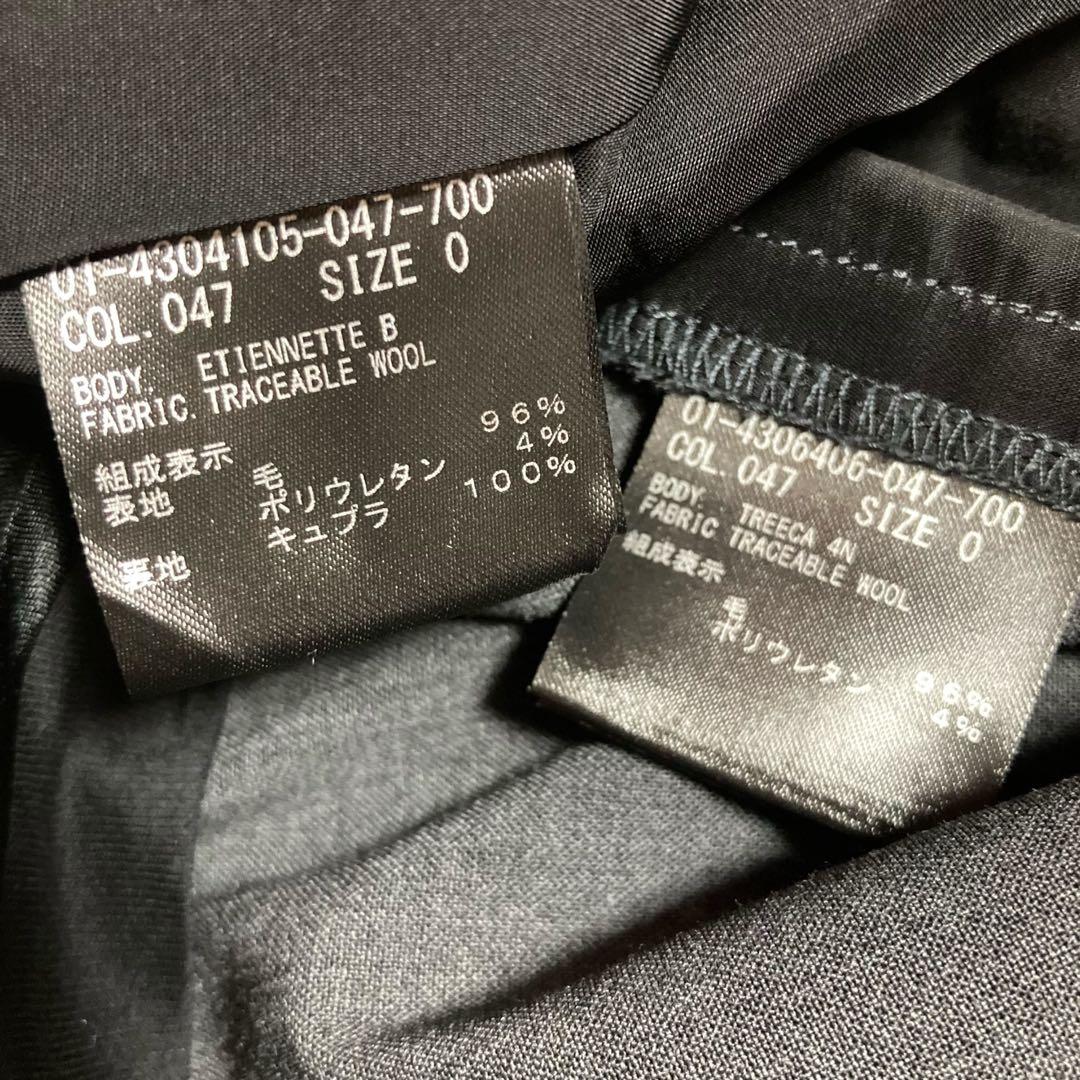 01-4304105-047-700
COL. 047 SIZE 0
BODY. ETIENNETTE B
FABRIC. TRACEABLE WOOL
組成表示
表地 毛 96%
ポリウレタン 4%
裏地 キュプラ 100%
01-4306406-047-700
COL. 047 SIZE 0
BODY. TREECA 4N
FABRIC TRACEABLE WOOL
組成表示
毛 96%
ポリウレタン 4%